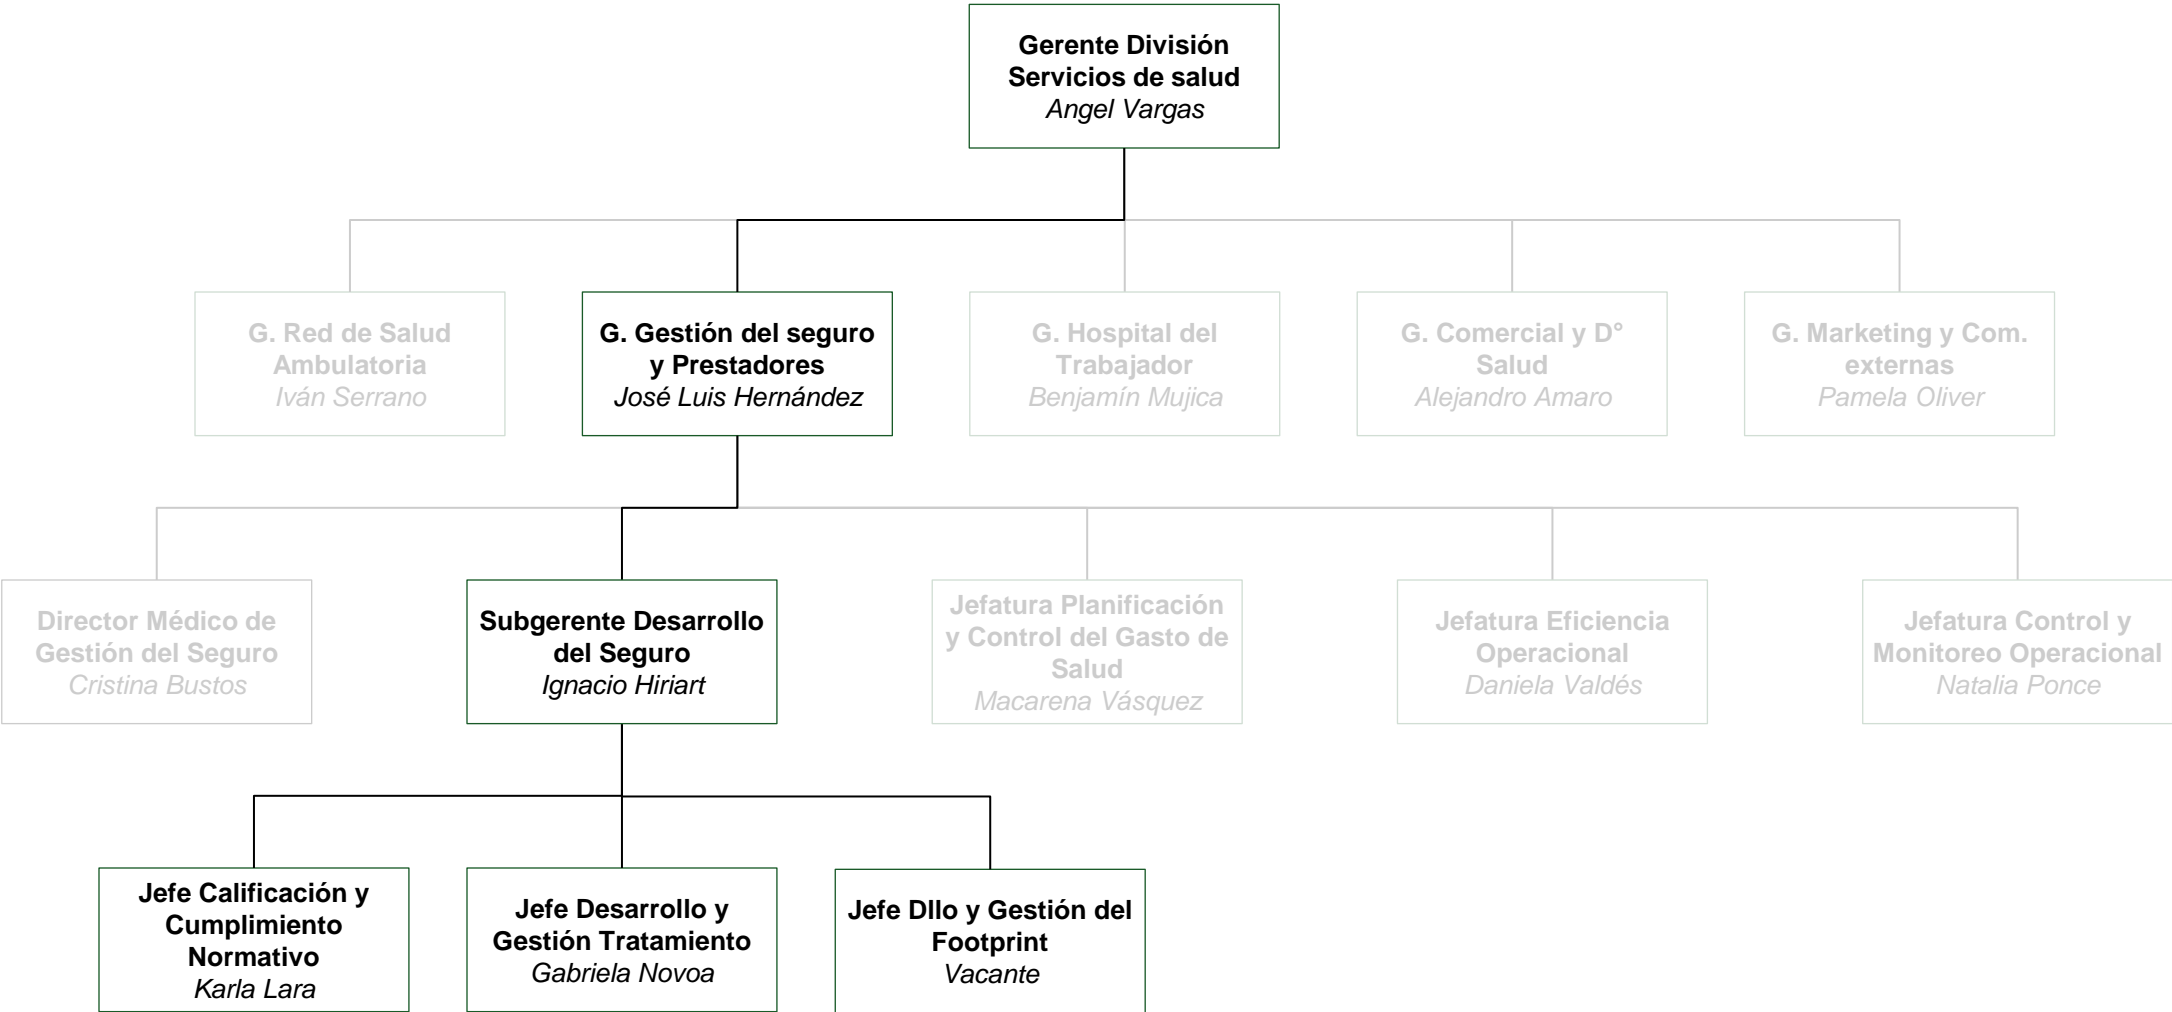 Gerente División
Servicios de salud
Angel Vargas
G. Red de Salud
Ambulatoria
Iván Serrano
G. Gestión del seguro
y Prestadores
José Luis Hernández
G. Hospital del
Trabajador
Benjamín Mujica
G. Comercial y D°
Salud
Alejandro Amaro
G. Marketing y Com.
externas
Pamela Oliver
Director Médico de
Gestión del Seguro
Cristina Bustos
Subgerente Desarrollo
del Seguro
Ignacio Hiriart
Jefatura Planificación
y Control del Gasto de
Salud
Macarena Vásquez
Jefatura Eficiencia
Operacional
Daniela Valdés
Jefatura Control y
Monitoreo Operacional
Natalia Ponce
Jefe Calificación y
Cumplimiento
Normativo
Karla Lara
Jefe Desarrollo y
Gestión Tratamiento
Gabriela Novoa
Jefe Dllo y Gestión del
Footprint
Vacante